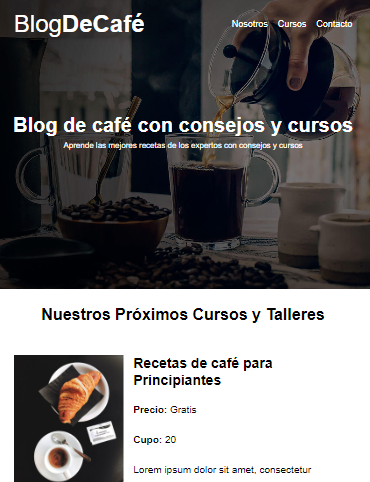 BlogDeCafé
Nosotros Cursos Contacto
Blog de café con consejos y cursos
Aprende las mejores recetas de los expertos con consejos y cursos
Nuestros Próximos Cursos y Talleres
Recetas de café para
Principiantes
Precio: Gratis
Cupo: 20
Lorem ipsum dolor sit amet, consectetur